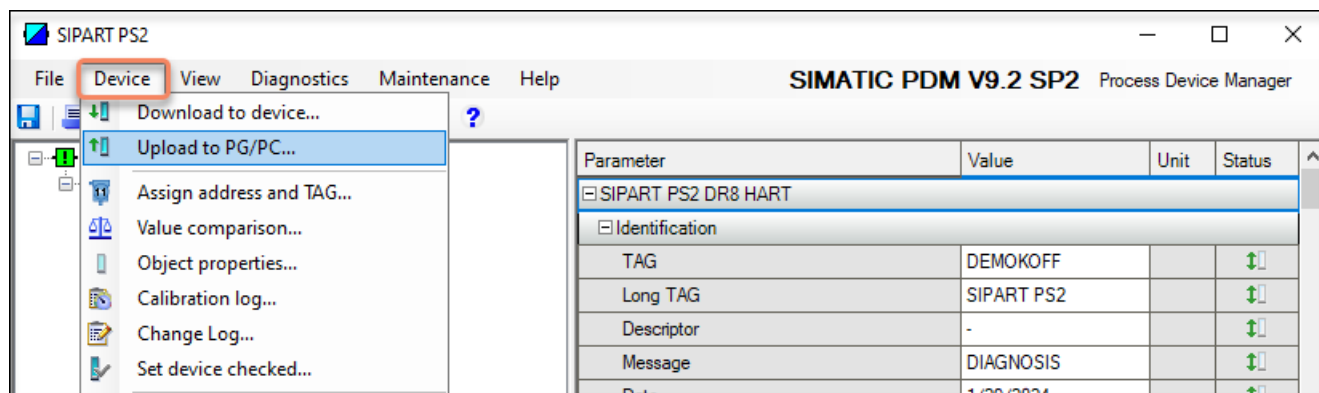 SIPART PS2
File Device View Diagnostics Maintenance Help SIMATIC PDM V9.2 SP2 Process Device Manager
Download to device...
?
Upload to PG/PC...
Assign address and TAG...
Value comparison...
Object properties...
Calibration log...
Change Log...
Set device checked...
Parameter Value Unit Status
SIPART PS2 DR8 HART
Identification
TAG DEMOKOFF
Long TAG SIPART PS2
Descriptor -
Message DIAGNOSIS